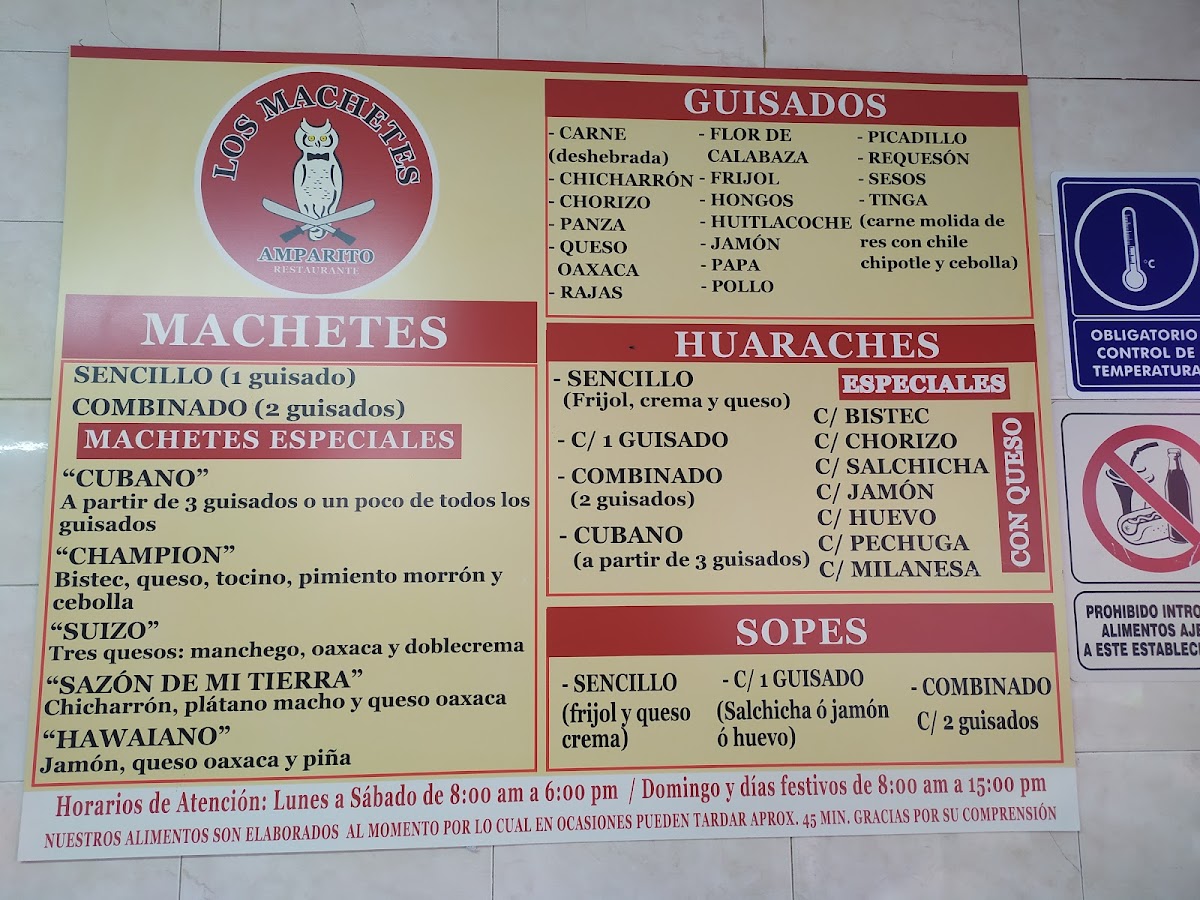 LOS MACHETES
AMPARITO
RESTAURANTE
MACHETES
SENCILLO (1 guisado)
COMBINADO (2 guisados)
MACHETES ESPECIALES
“CUBANO”
A partir de 3 guisados o un poco de todos los
guisados
“CHAMPION”
Bistec, queso, tocino, pimiento morrón y
cebolla
“SUIZO”
Tres quesos: manchego, oaxaca y doblecrema
“SAZÓN DE MI TIERRA”
Chicharrón, plátano macho y queso oaxaca
“HAWAIANO”
Jamón, queso oaxaca y piña
GUISADOS
- CARNE
(deshebrada)
- CHICHARRÓN
- CHORIZO
- PANZA
- QUESO
OAXACA
- RAJAS
- FLOR DE
CALABAZA
- FRIJOL
- HONGOS
- HUITLACOCHE
- JAMÓN
- PAPA
- POLLO
- PICADILLO
- REQUESÓN
- SESOS
- TINGA
(carne molida de
res con chile
chipotle y cebolla)
HUARACHES
- SENCILLO
(Frijol, crema y queso)
- C/ 1 GUISADO
- COMBINADO
(2 guisados)
- CUBANO
(a partir de 3 guisados)
ESPECIALES
C/ BISTEC
C/ CHORIZO
C/ SALCHICHA
C/ JAMÓN
C/ HUEVO
C/ PECHUGA
C/ MILANESA
CON QUESO
SOPES
- SENCILLO
(frijol y queso
crema)
- C/ 1 GUISADO
(Salchicha ó jamón
ó huevo)
- COMBINADO
C/ 2 guisados
Horarios de Atención: Lunes a Sábado de 8:00 am a 6:00 pm / Domingo y días festivos de 8:00 am a 15:00 pm
NUESTROS ALIMENTOS SON ELABORADOS AL MOMENTO POR LO CUAL EN OCASIONES PUEDEN TARDAR APROX. 45 MIN. GRACIAS POR SU COMPRENSIÓN
°C
OBLIGATORIO
CONTROL DE
TEMPERATURA
PROHIBIDO INTRO
ALIMENTOS AJE
A ESTE ESTABLEC